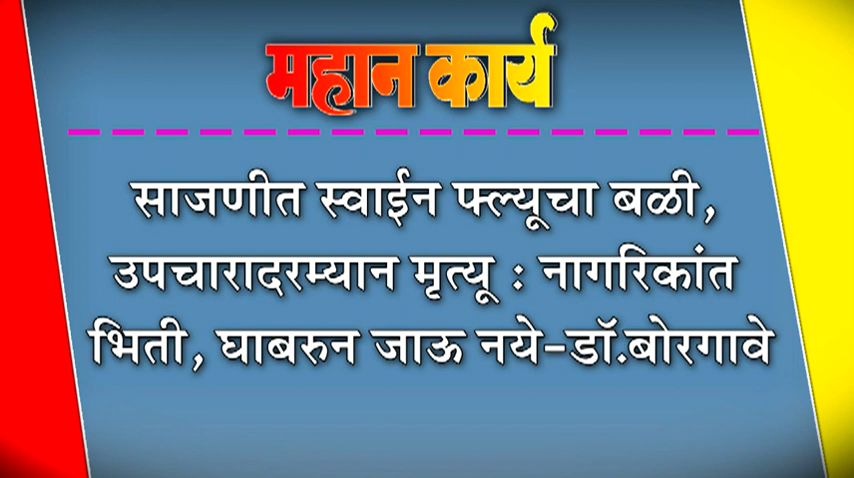 महान कार्य
साजणीत स्वाईन फ्ल्यूचा बळी,
उपचारादरम्यान मृत्यू : नागरिकांत
भिती, घाबरुन जाऊ नये-डॉ.बोरगावे